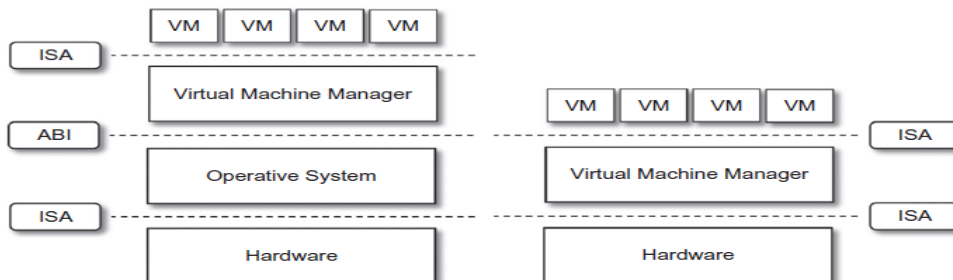 VM VM VM VM
ISA
Virtual Machine Manager
VM VM VM VM
ABI
ISA
Operative System
Virtual Machine Manager
ISA
ISA
Hardware
Hardware